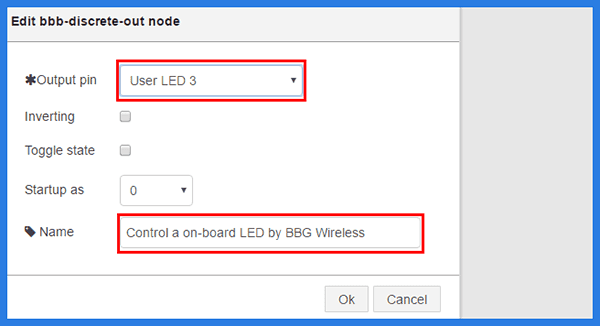 Edit bbb-discrete-out node
✱Output pin User LED 3
Inverting
Toggle state
Startup as 0
Name Control a on-board LED by BBG Wireless
Ok Cancel